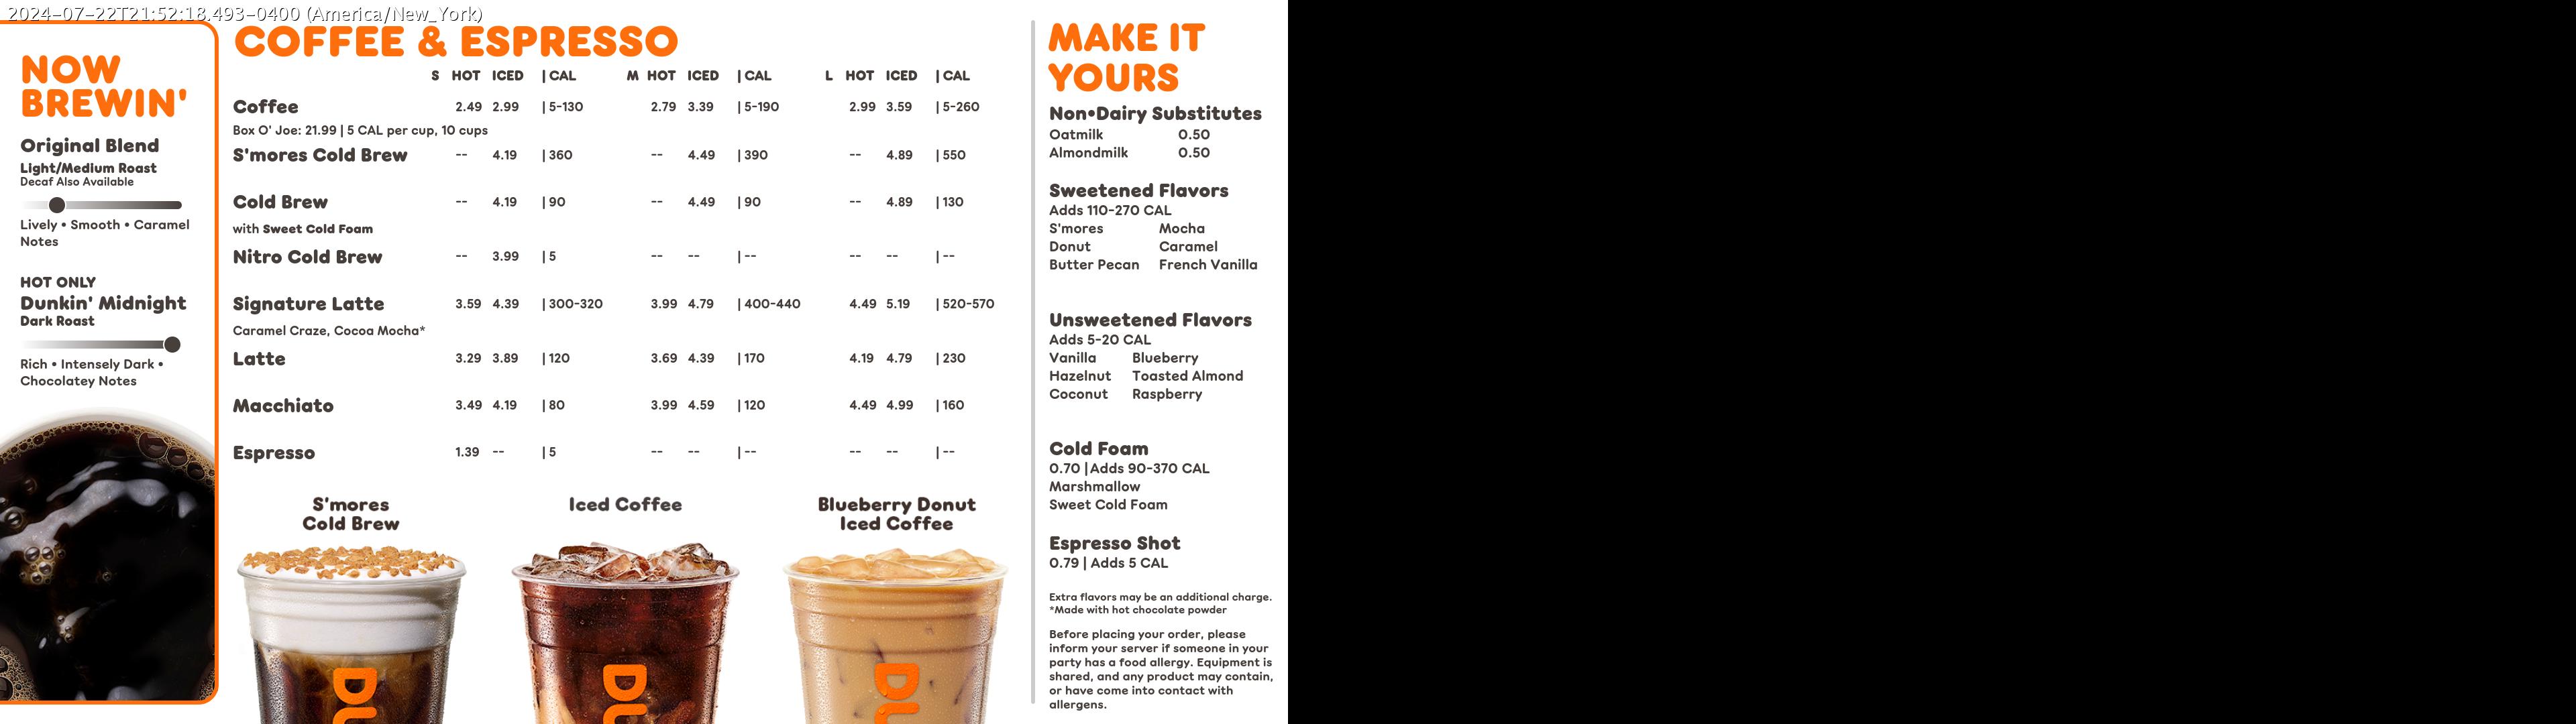 2024-07-22T21:52:18.493-0400 (America/New_York)
NOW
BREWIN'
Original Blend
Light/Medium Roast
Decaf Also Available
Lively • Smooth • Caramel
Notes
HOT ONLY
Dunkin' Midnight
Dark Roast
Rich • Intensely Dark •
Chocolatey Notes
COFFEE & ESPRESSO
S HOT ICED | CAL M HOT ICED | CAL L HOT ICED | CAL
Coffee 2.49 2.99 | 5-130 2.79 3.39 | 5-190 2.99 3.59 | 5-260
Box O' Joe: 21.99 | 5 CAL per cup, 10 cups
S'mores Cold Brew -- 4.19 | 360 -- 4.49 | 390 -- 4.89 | 550
Cold Brew -- 4.19 | 90 -- 4.49 | 90 -- 4.89 | 130
with Sweet Cold Foam
Nitro Cold Brew -- 3.99 | 5 -- -- | -- -- -- | --
Signature Latte 3.59 4.39 | 300-320 3.99 4.79 | 400-440 4.49 5.19 | 520-570
Caramel Craze, Cocoa Mocha*
Latte 3.29 3.89 | 120 3.69 4.39 | 170 4.19 4.79 | 230
Macchiato 3.49 4.19 | 80 3.99 4.59 | 120 4.49 4.99 | 160
Espresso 1.39 -- | 5 -- -- | -- -- -- | --
S'mores
Cold Brew
Iced Coffee
Blueberry Donut
Iced Coffee
DU
DU
DU
MAKE IT
YOURS
Non•Dairy Substitutes
Oatmilk 0.50
Almondmilk 0.50
Sweetened Flavors
Adds 110-270 CAL
S'mores Mocha
Donut Caramel
Butter Pecan French Vanilla
Unsweetened Flavors
Adds 5-20 CAL
Vanilla Blueberry
Hazelnut Toasted Almond
Coconut Raspberry
Cold Foam
0.70 | Adds 90-370 CAL
Marshmallow
Sweet Cold Foam
Espresso Shot
0.79 | Adds 5 CAL
Extra flavors may be an additional charge.
*Made with hot chocolate powder
Before placing your order, please
inform your server if someone in your
party has a food allergy. Equipment is
shared, and any product may contain,
or have come into contact with
allergens.